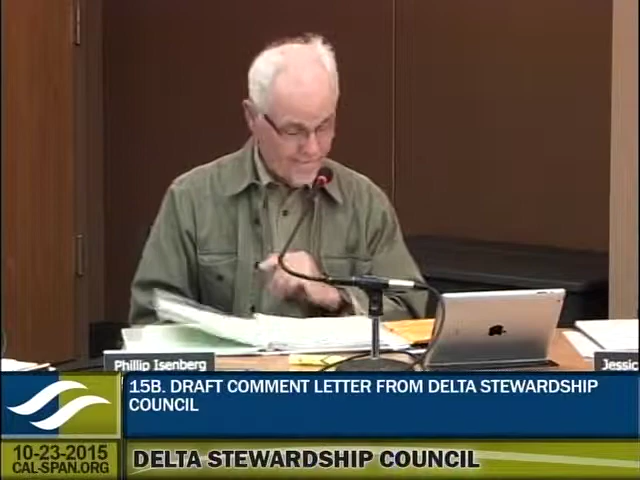 Phillip Isenberg
Jessic
15B. DRAFT COMMENT LETTER FROM DELTA STEWARDSHIP
COUNCIL
10-23-2015
CAL-SPAN.ORG
DELTA STEWARDSHIP COUNCIL